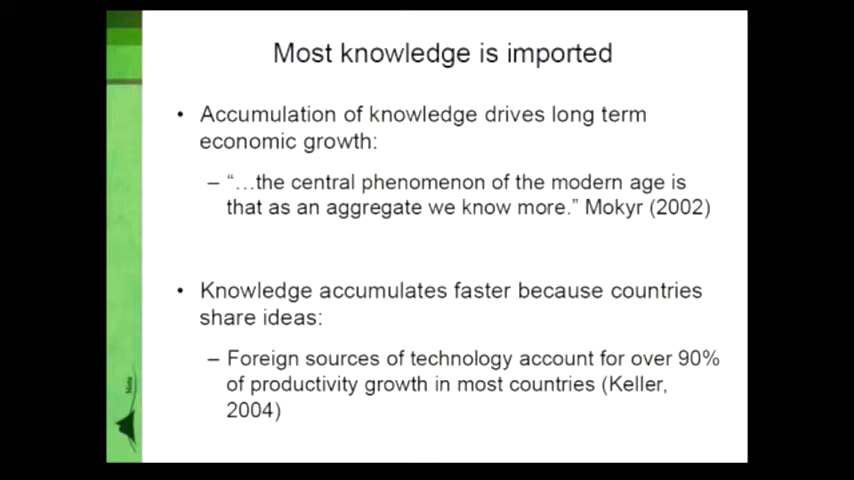 Most knowledge is imported
• Accumulation of knowledge drives long term
economic growth:
– “…the central phenomenon of the modern age is
that as an aggregate we know more.” Mokyr (2002)
• Knowledge accumulates faster because countries
share ideas:
– Foreign sources of technology account for over 90%
of productivity growth in most countries (Keller,
2004)
Motu